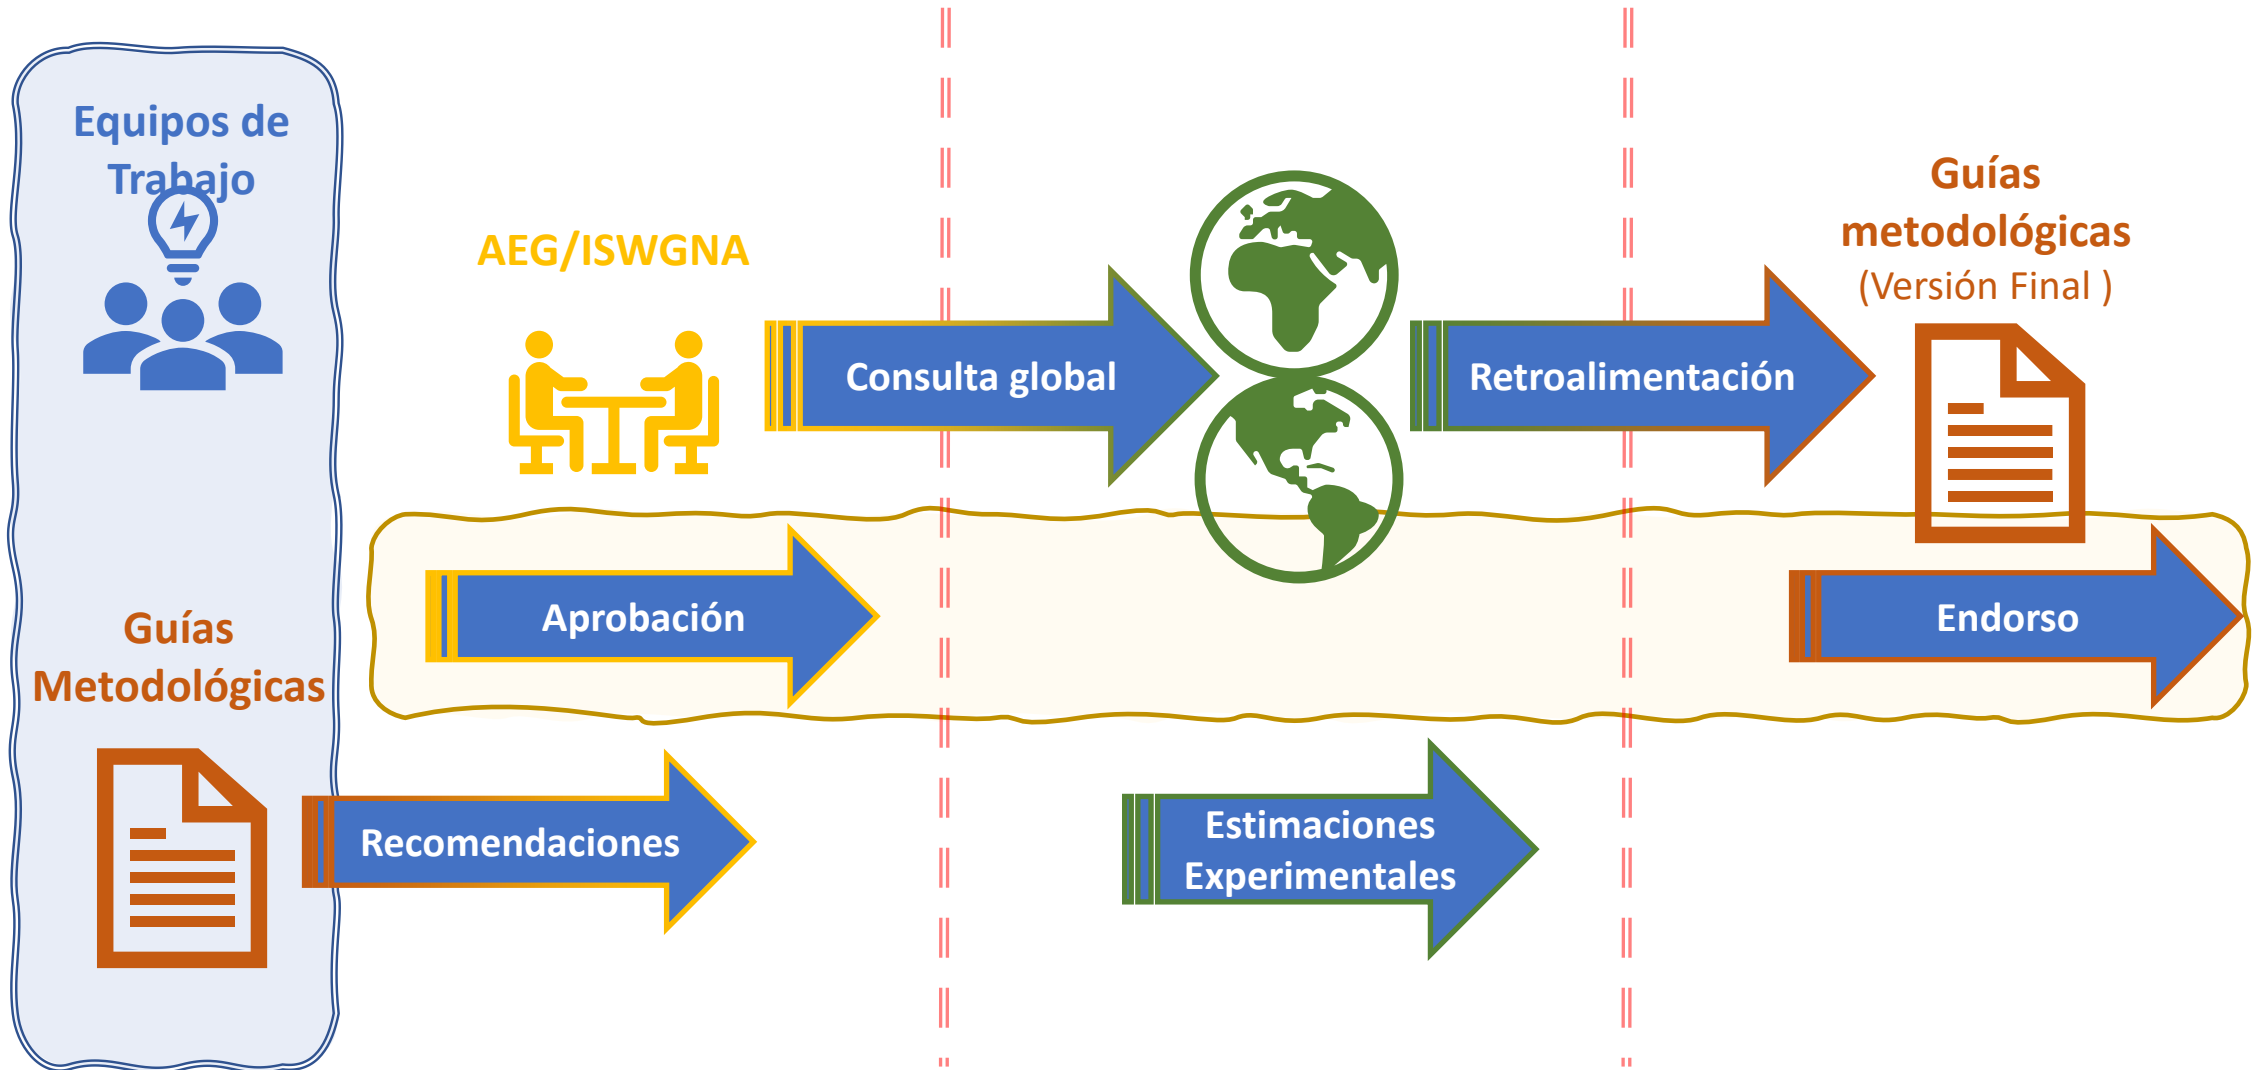 Equipos de
Trabajo
Guías
Metodológicas
Recomendaciones
AEG/ISWGNA
Aprobación
Consulta global
Estimaciones
Experimentales
Retroalimentación
Guías
metodológicas
(Versión Final )
Endorso